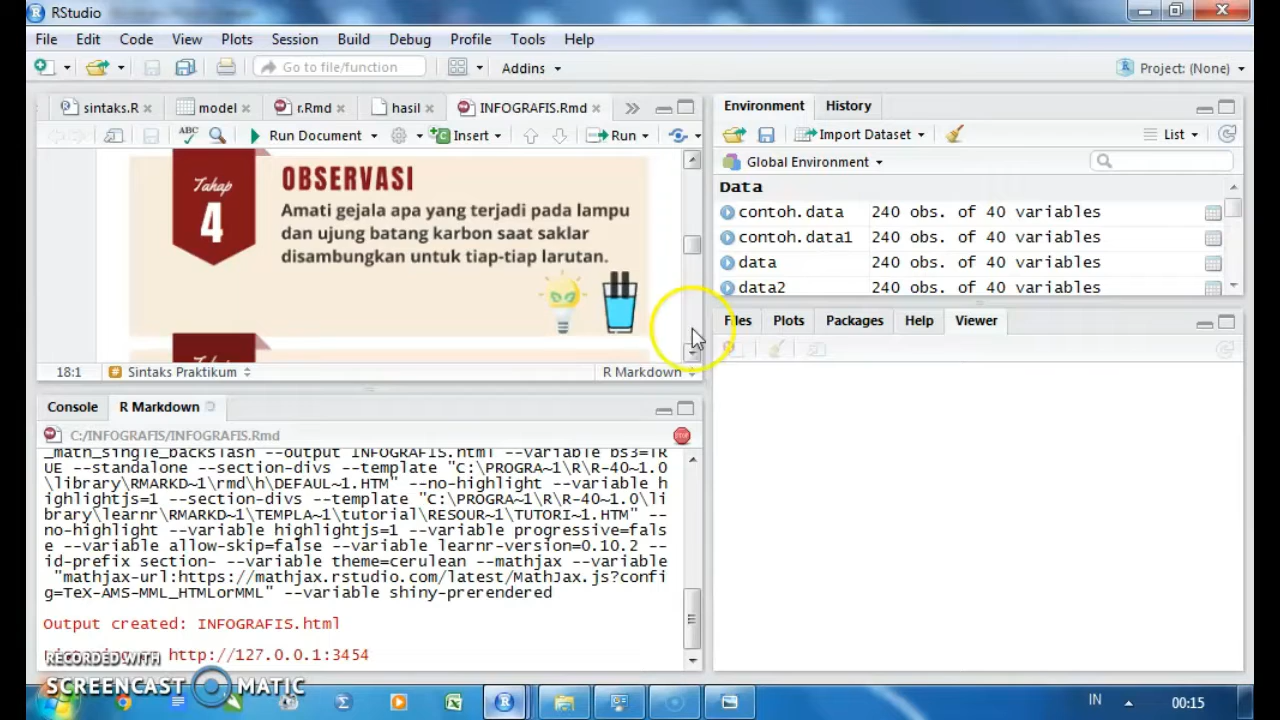 RStudio
File Edit Code View Plots Session Build Debug Profile Tools Help
Go to file/function Addins Project: (None)
sintaks.R model r.Rmd hasil INFOGRAFIS.Rmd
ABC Run Document Insert Run
Tahap
4
OBSERVASI
Amati gejala apa yang terjadi pada lampu
dan ujung batang karbon saat saklar
disambungkan untuk tiap-tiap larutan.
18:1 # Sintaks Praktikum R Markdown
Console R Markdown
STOP
C:/INFOGRAFIS/INFOGRAFIS.Rmd
_math_single_backslash --output INFOGRAFIS.html --variable bs3=TR
UE --standalone --section-divs --template "C:\PROGRA~1\R\R-40~1.0
\library\RMARKD~1\rmd\h\DEFAUL~1.HTM" --no-highlight --variable h
ighlightjs=1 --section-divs --template "C:\PROGRA~1\R\R-40~1.0\li
brary\learnr\RMARKD~1\TEMPLA~1\tutorial\RESOUR~1\TUTORI~1.HTM" --
no-highlight --variable highlightjs=1 --variable progressive=fals
e --variable allow-skip=false --variable learnr-version=0.10.2 --
id-prefix section- --variable theme=cerulean --mathjax --variable
"mathjax-url:https://mathjax.rstudio.com/latest/MathJax.js?confi
g=TeX-AMS-MML_HTMLorMML" --variable shiny-prerendered
Output created: INFOGRAFIS.html
http://127.0.0.1:3454
Environment History
Import Dataset List
Global Environment
Data
contoh.data 240 obs. of 40 variables
contoh.data1 240 obs. of 40 variables
data 240 obs. of 40 variables
data2 240 obs. of 40 variables
Files Plots Packages Help Viewer
RECORDED WITH
SCREENCAST MATIC
IN 00:15